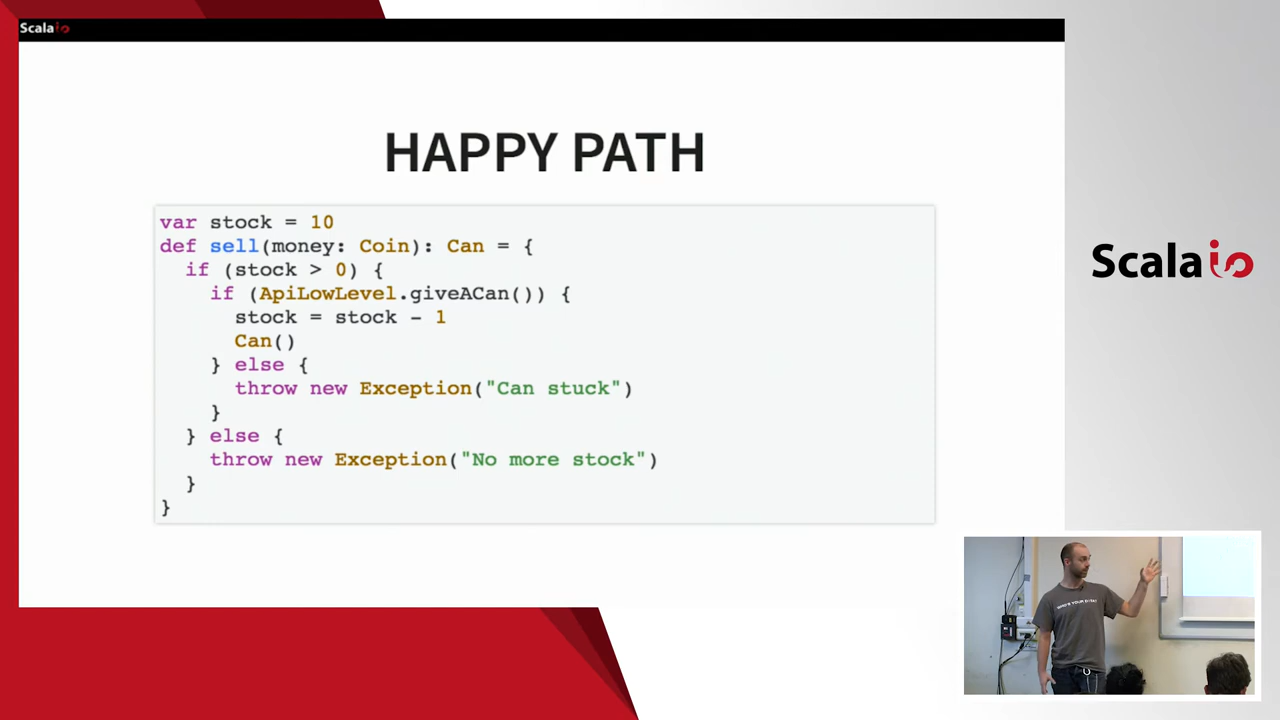 Scalaio
HAPPY PATH
var stock = 10
def sell(money: Coin): Can = {
  if (stock > 0) {
    if (ApiLowLevel.giveACan()) {
      stock = stock - 1
      Can()
    } else {
      throw new Exception("Can stuck")
    }
  } else {
    throw new Exception("No more stock")
  }
}
Scalaio